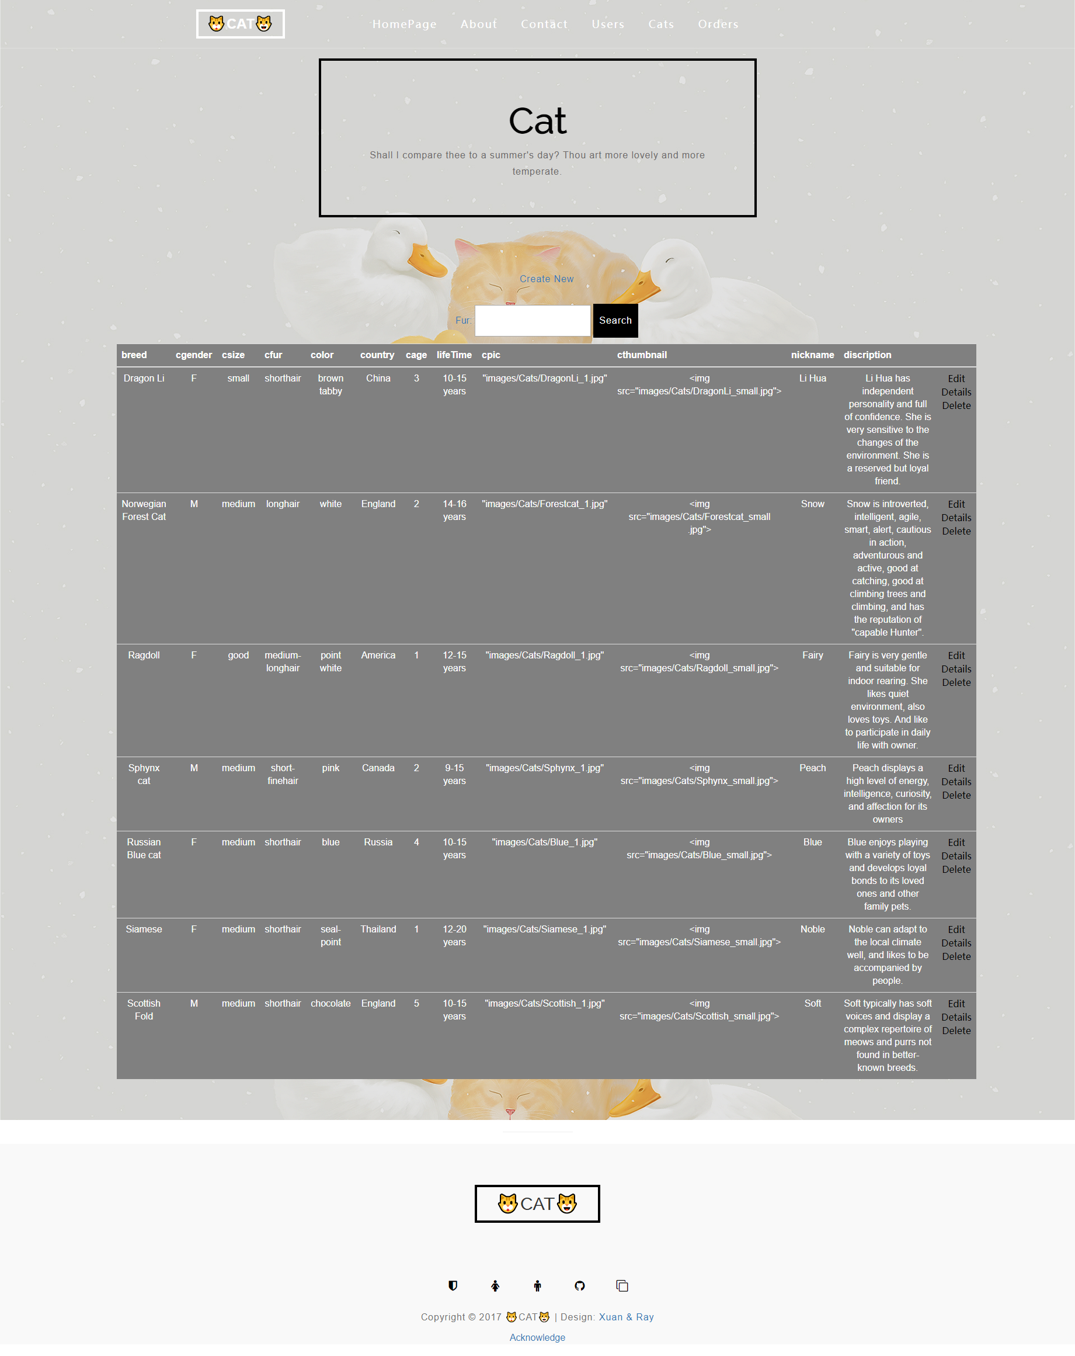 🐱CAT🐱 HomePage About Contact Users Cats Orders
Cat
Shall I compare thee to a summer's day? Thou art more lovely and more
temperate.
Create New
Fur: Search
breed cgender csize cfur color country cage lifeTime cpic cthumbnail nickname discription
Dragon Li F small shorthair brown tabby China 3 10-15 years "images/Cats/DragonLi_1.jpg" <img src="images/Cats/DragonLi_small.jpg"> Li Hua Li Hua has independent personality and full of confidence. She is very sensitive to the changes of the environment. She is a reserved but loyal friend. Edit Details Delete
Norwegian Forest Cat M medium longhair white England 2 14-16 years "images/Cats/Forestcat_1.jpg" <img src="images/Cats/Forestcat_small .jpg"> Snow Snow is introverted, intelligent, agile, smart, alert, cautious in action, adventurous and active, good at catching, good at climbing trees and climbing, and has the reputation of "capable Hunter". Edit Details Delete
Ragdoll F good medium-longhair point white America 1 12-15 years "images/Cats/Ragdoll_1.jpg" <img src="images/Cats/Ragdoll_small.jpg"> Fairy Fairy is very gentle and suitable for indoor rearing. She likes quiet environment, also loves toys. And like to participate in daily life with owner. Edit Details Delete
Sphynx cat M medium short-finehair pink Canada 2 9-15 years "images/Cats/Sphynx_1.jpg" <img src="images/Cats/Sphynx_small.jpg"> Peach Peach displays a high level of energy, intelligence, curiosity, and affection for its owners Edit Details Delete
Russian Blue cat F medium shorthair blue Russia 4 10-15 years "images/Cats/Blue_1.jpg" <img src="images/Cats/Blue_small.jpg"> Blue Blue enjoys playing with a variety of toys and develops loyal bonds to its loved ones and other family pets. Edit Details Delete
Siamese F medium shorthair seal-point Thailand 1 12-20 years "images/Cats/Siamese_1.jpg" <img src="images/Cats/Siamese_small.jpg"> Noble Noble can adapt to the local climate well, and likes to be accompanied by people. Edit Details Delete
Scottish Fold M medium shorthair chocolate England 5 10-15 years "images/Cats/Scottish_1.jpg" <img src="images/Cats/Scottish_small.jpg"> Soft Soft typically has soft voices and display a complex repertoire of meows and purrs not found in better-known breeds. Edit Details Delete
🐱CAT🐱
Copyright © 2017 🐱CAT🐱 | Design: Xuan & Ray
Acknowledge